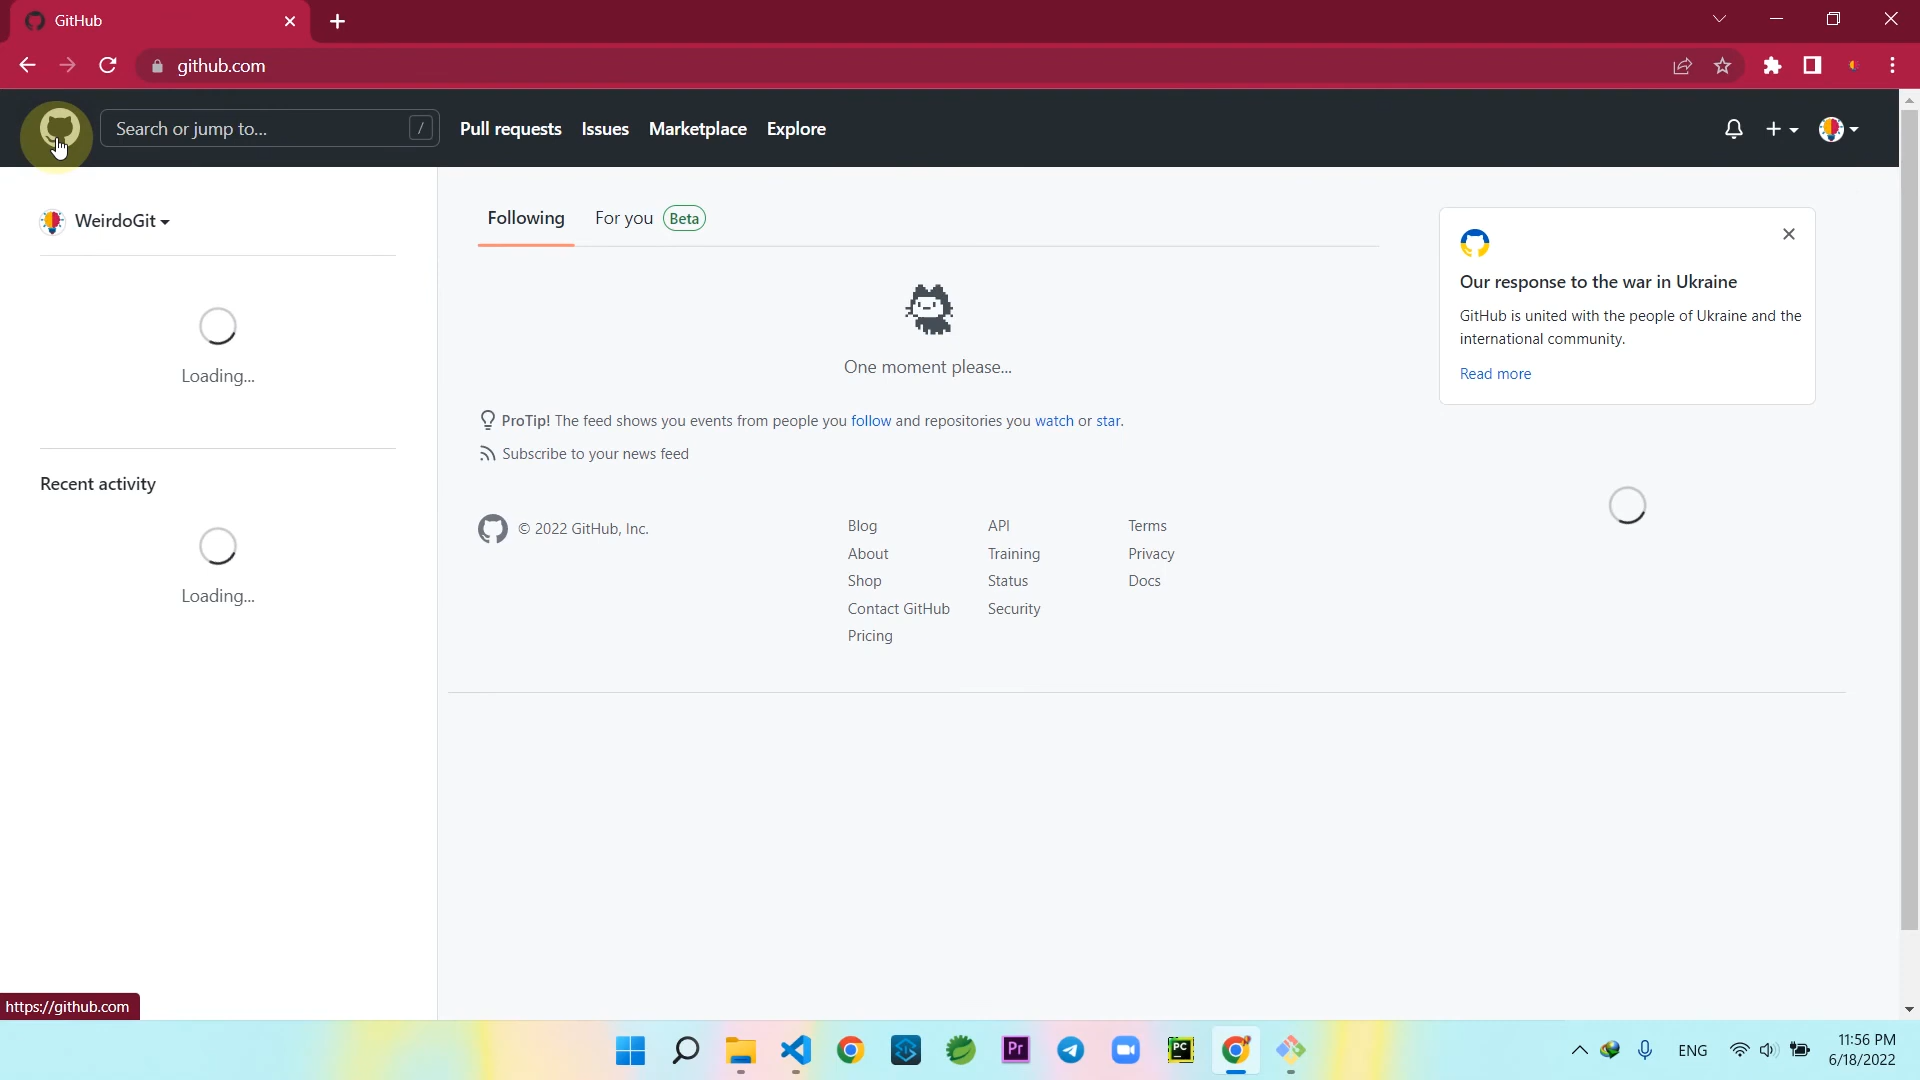 GitHub
github.com
Search or jump to...
/
Pull requests
Issues
Marketplace
Explore
WeirdoGit
Loading...
Recent activity
Loading...
Following
For you
Beta
One moment please...
ProTip! The feed shows you events from people you follow and repositories you watch or star.
Subscribe to your news feed
© 2022 GitHub, Inc.
Blog
About
Shop
Contact GitHub
Pricing
API
Training
Status
Security
Terms
Privacy
Docs
Our response to the war in Ukraine
GitHub is united with the people of Ukraine and the
international community.
Read more
https://github.com
Pr
PC
ENG
11:56 PM
6/18/2022